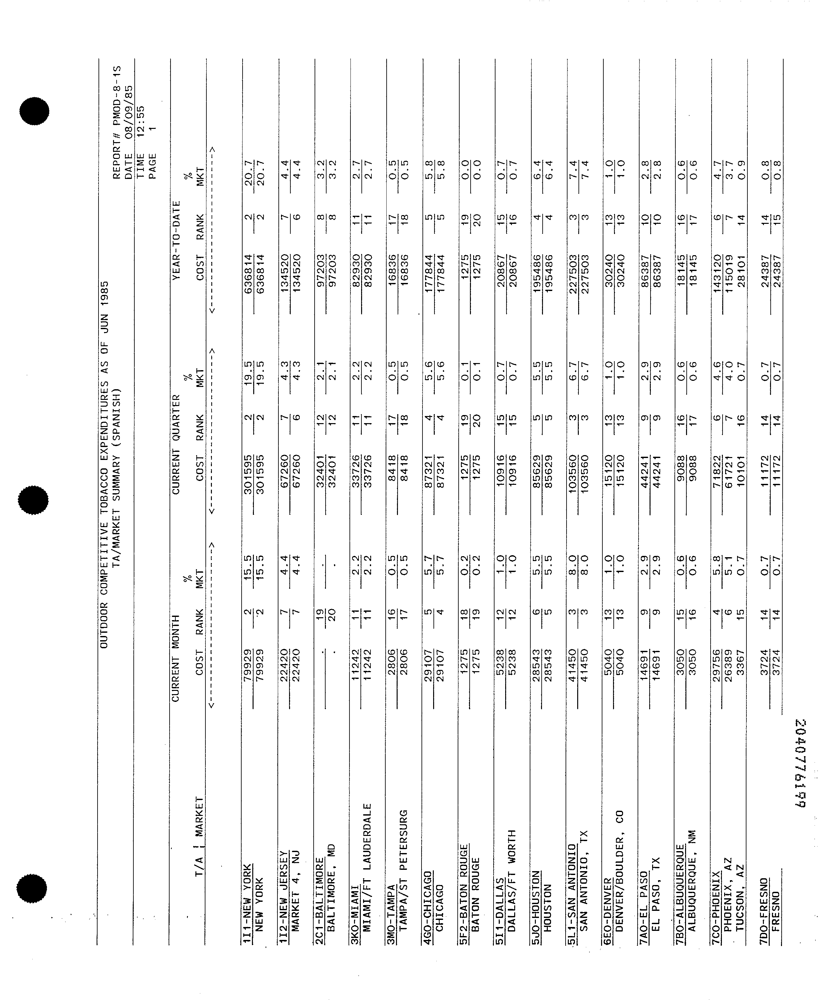 OUTDOOR COMPETITIVE TOBACCO EXPENDITURES AS OF JUN 1985 REPORT# PMOD-8-1S
TA/MARKET SUMMARY (SPANISH) DATE 08/09/85
TIME 12:55
PAGE 1
CURRENT MONTH CURRENT QUARTER YEAR-TO-DATE
% % %
T/A | MARKET COST RANK MKT COST RANK MKT COST RANK MKT
<-----------------------------> <-----------------------------> <----------------------------->
1I1-NEW YORK 79929 2 15.5 301595 2 19.5 636814 2 20.7
NEW YORK 79929 2 15.5 301595 2 19.5 636814 2 20.7
1I2-NEW JERSEY 22420 7 4.4 67260 7 4.3 134520 7 4.4
MARKET 4, NJ 22420 7 4.4 67260 6 4.3 134520 6 4.4
2C1-BALTIMORE . 19 . 32401 12 2.1 97203 8 3.2
BALTIMORE, MD . 20 . 32401 12 2.1 97203 8 3.2
3KO-MIAMI 11242 11 2.2 33726 11 2.2 82930 11 2.7
MIAMI/FT LAUDERDALE 11242 11 2.2 33726 11 2.2 82930 11 2.7
3MO-TAMPA 2806 16 0.5 8418 17 0.5 16836 17 0.5
TAMPA/ST PETERSURG 2806 17 0.5 8418 18 0.5 16836 18 0.5
4GO-CHICAGO 29107 5 5.7 87321 4 5.6 177844 5 5.8
CHICAGO 29107 4 5.7 87321 4 5.6 177844 5 5.8
5F2-BATON ROUGE 1275 18 0.2 1275 19 0.1 1275 19 0.0
BATON ROUGE 1275 19 0.2 1275 20 0.1 1275 20 0.0
5I1-DALLAS 5238 12 1.0 10916 15 0.7 20867 15 0.7
DALLAS/FT WORTH 5238 12 1.0 10916 15 0.7 20867 16 0.7
5JO-HOUSTON 28543 6 5.5 85629 5 5.5 195486 4 6.4
HOUSTON 28543 5 5.5 85629 5 5.5 195486 4 6.4
5L1-SAN ANTONIO 41450 3 8.0 103560 3 6.7 227503 3 7.4
SAN ANTONIO, TX 41450 3 8.0 103560 3 6.7 227503 3 7.4
6EO-DENVER 5040 13 1.0 15120 13 1.0 30240 13 1.0
DENVER/BOULDER, CO 5040 13 1.0 15120 13 1.0 30240 13 1.0
7AO-EL PASO 14691 9 2.9 44241 9 2.9 86387 10 2.8
EL PASO, TX 14691 9 2.9 44241 9 2.9 86387 10 2.8
7BO-ALBUQUERQUE 3050 15 0.6 9088 16 0.6 18145 16 0.6
ALBUQUERQUE, NM 3050 16 0.6 9088 17 0.6 18145 17 0.6
7CO-PHOENIX 29756 4 5.8 71822 6 4.6 143120 6 4.7
PHOENIX, AZ 26389 6 5.1 61721 7 4.0 115019 7 3.7
TUCSON, AZ 3367 15 0.7 10101 16 0.7 28101 14 0.9
7DO-FRESNO 3724 14 0.7 11172 14 0.7 24387 14 0.8
FRESNO 3724 14 0.7 11172 14 0.7 24387 15 0.8
2040776199